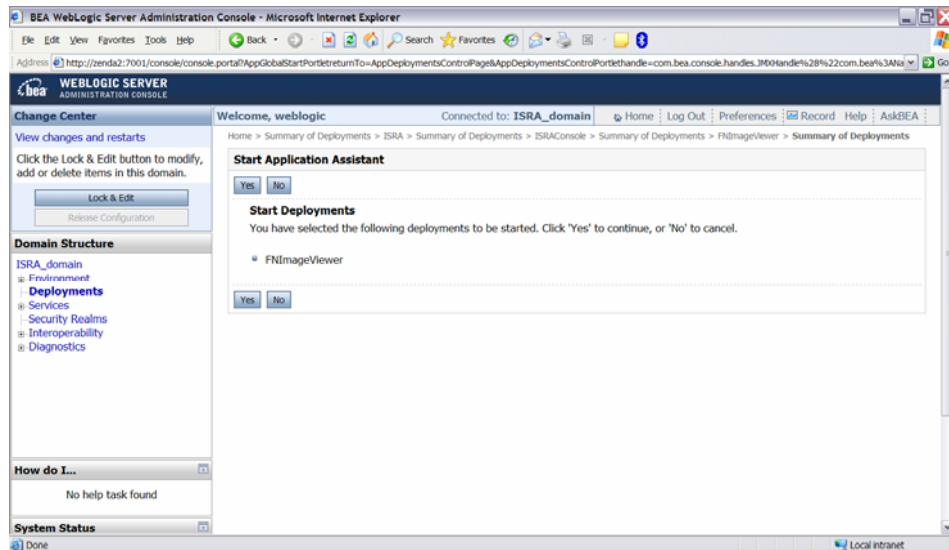 BEA WebLogic Server Administration Console - Microsoft Internet Explorer
File Edit View Favorites Tools Help
Back Search Favorites
Address http://zenda2:7001/console/console.portal?AppGlobalStartPortletreturnTo=AppDeploymentsControlPage&AppDeploymentsControlPortlethandle=com.bea.console.handles.JMXHandle%28%22com.bea%3ANa Go
bea WEBLOGIC SERVER
ADMINISTRATION CONSOLE
Change Center
View changes and restarts
Click the Lock & Edit button to modify,
add or delete items in this domain.
Lock & Edit
Release Configuration
Domain Structure
ISRA_domain
Environment
Deployments
Services
Security Realms
Interoperability
Diagnostics
How do I...
No help task found
System Status
Welcome, weblogic Connected to: ISRA_domain Home Log Out Preferences Record Help AskBEA
Home > Summary of Deployments > ISRA > Summary of Deployments > ISRAConsole > Summary of Deployments > FNImageViewer > Summary of Deployments
Start Application Assistant
Yes No
Start Deployments
You have selected the following deployments to be started. Click 'Yes' to continue, or 'No' to cancel.
FNImageViewer
Yes No
Done Local intranet